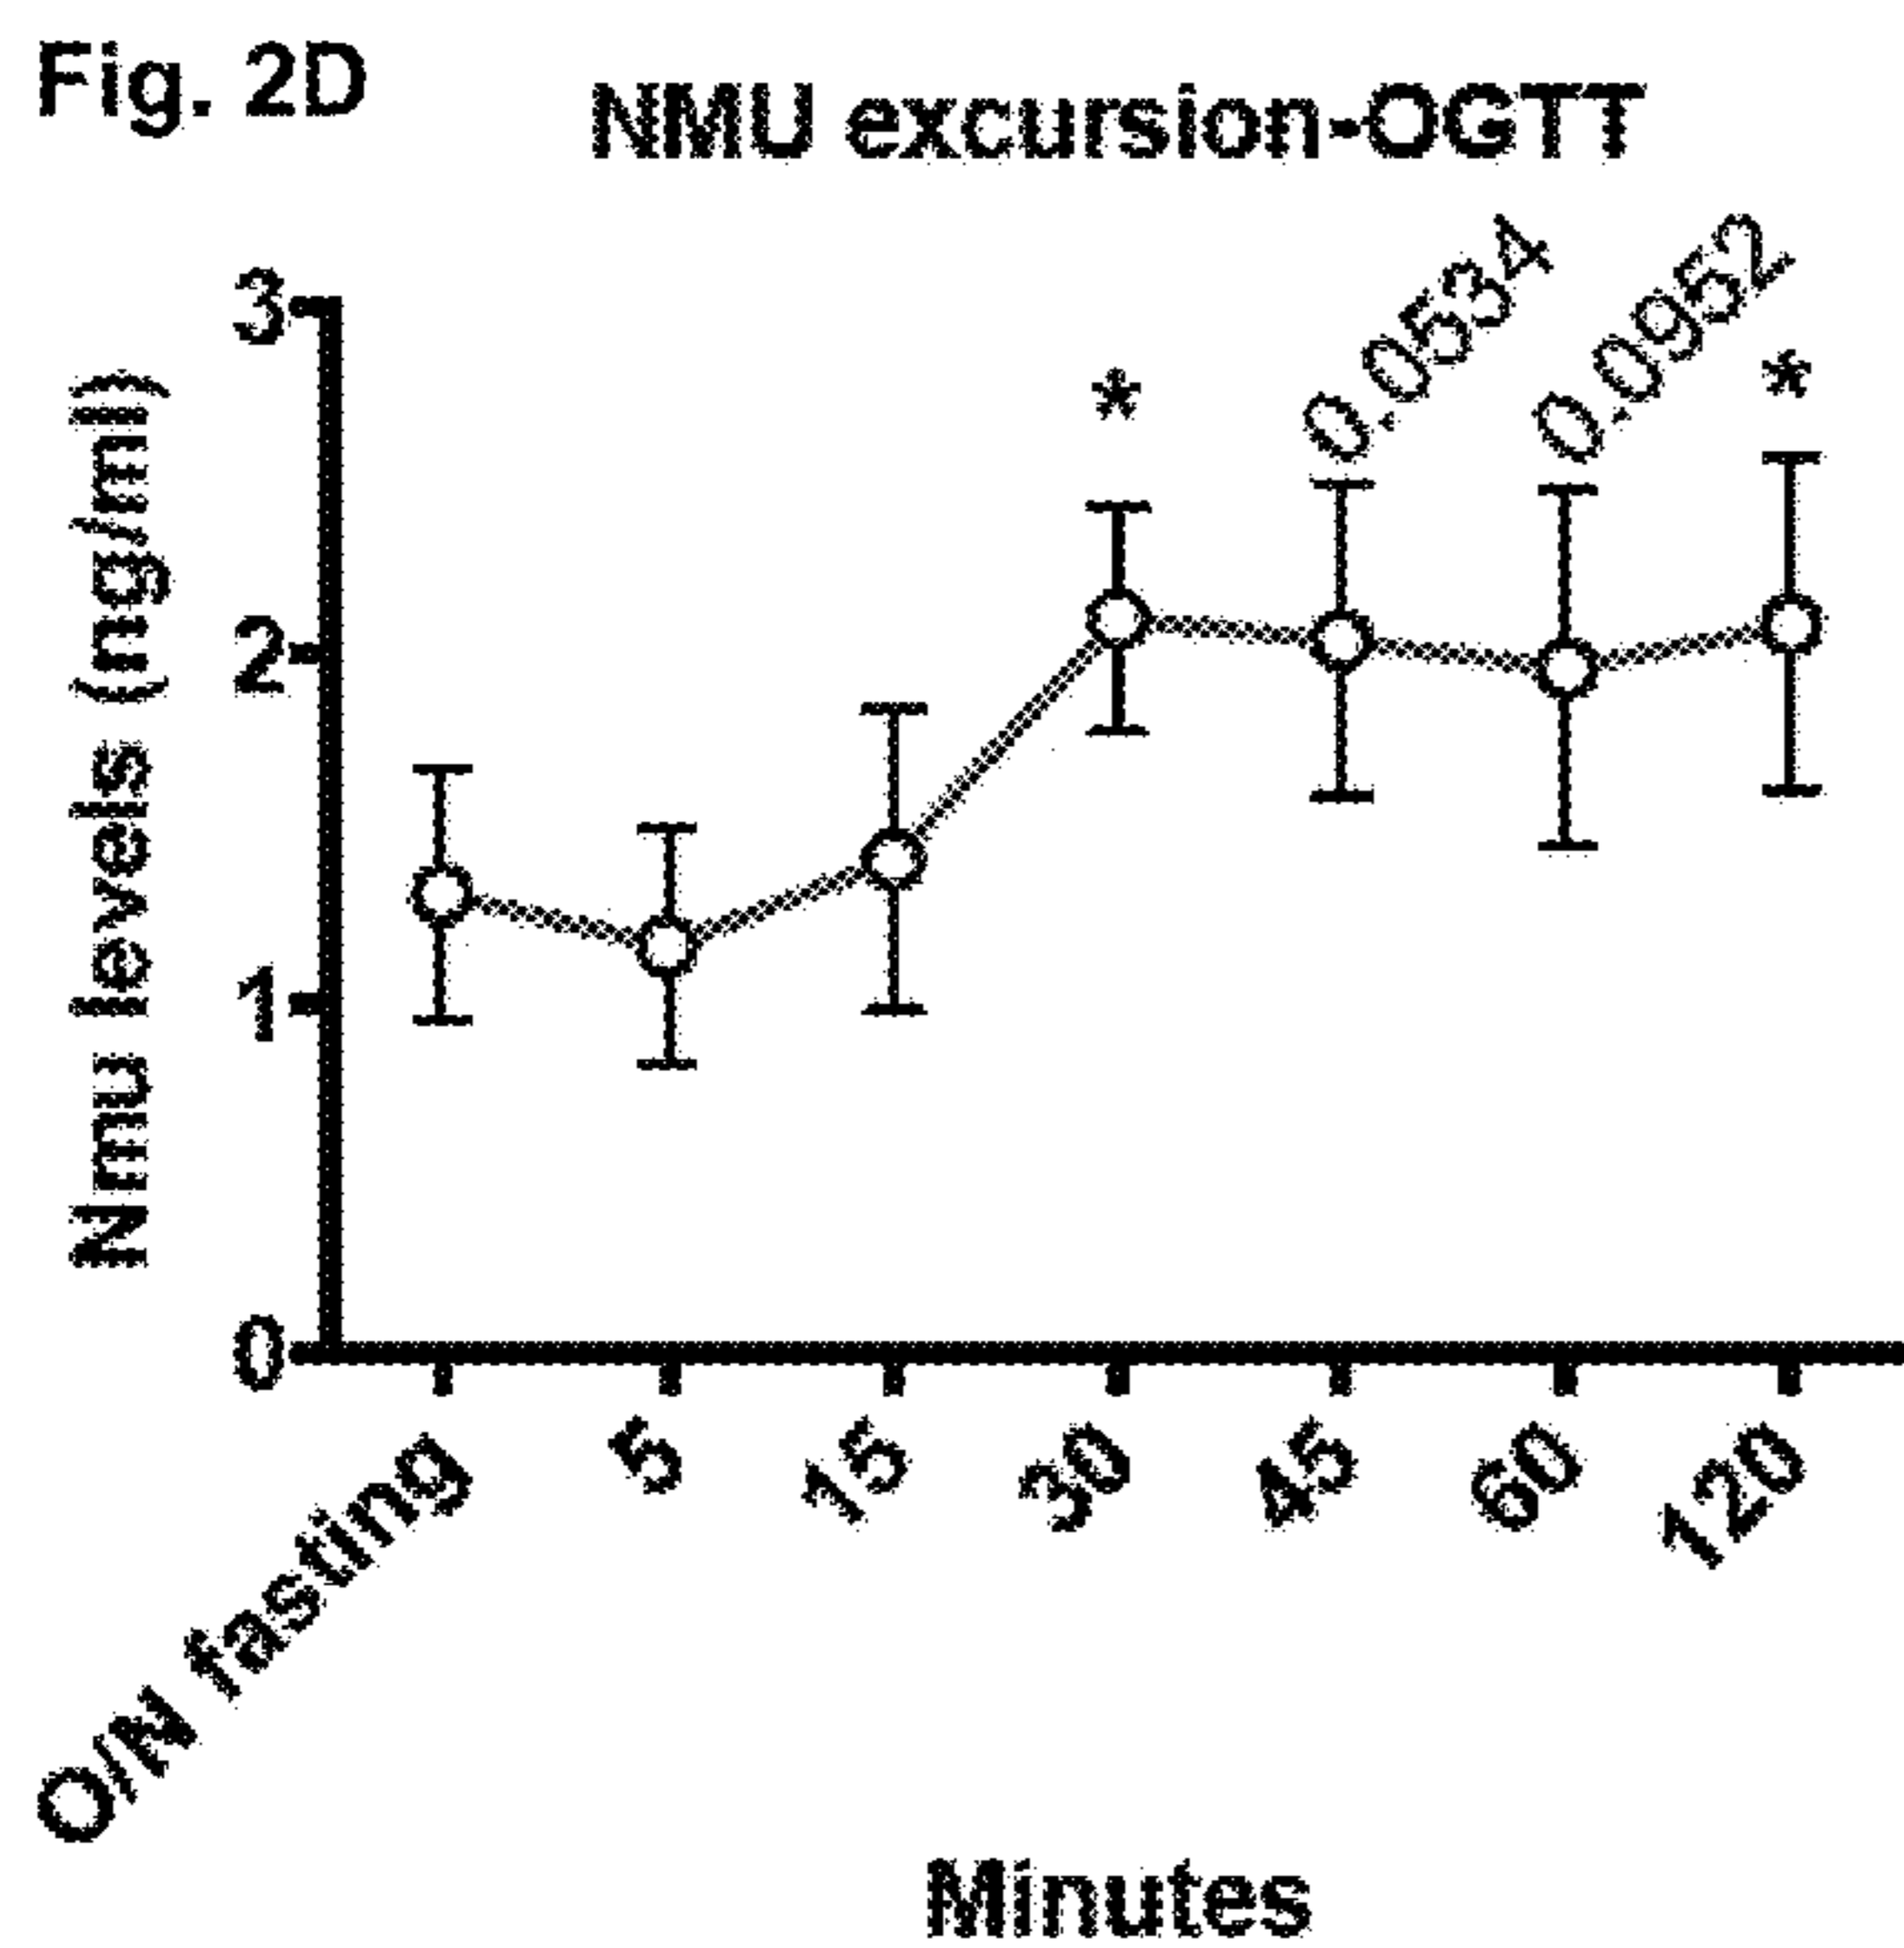 Fig. 2D
NMU excursion-OGTT
Nmu levels (mg/ml)
3
2
1
0
*
0.0534
0.0952
*
O/N fasting
5
15
30
45
60
120
Minutes